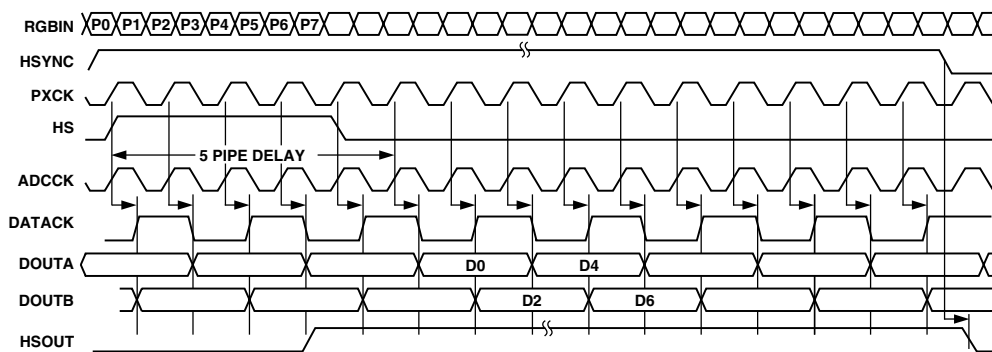 RGBIN P0 P1 P2 P3 P4 P5 P6 P7
HSYNC
PXCK
HS
5 PIPE DELAY
ADCCK
DATACK
DOUTA D0 D4
DOUTB D2 D6
HSOUT